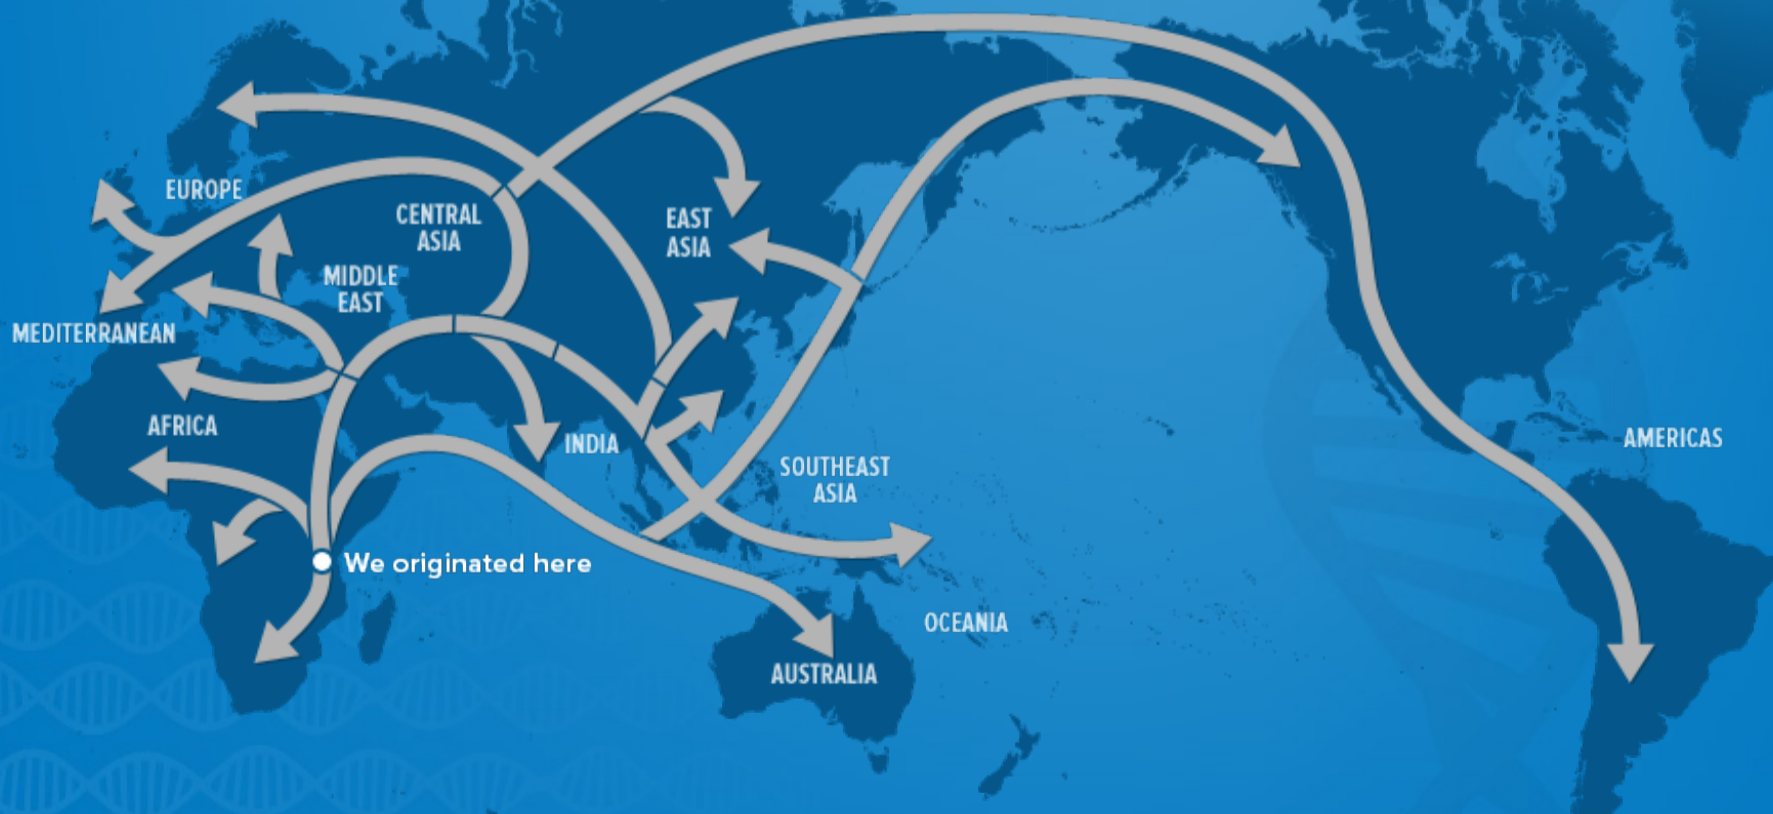 EUROPE
CENTRAL
ASIA
EAST
ASIA
MIDDLE
EAST
MEDITERRANEAN
AFRICA
INDIA
SOUTHEAST
ASIA
AMERICAS
We originated here
OCEANIA
AUSTRALIA